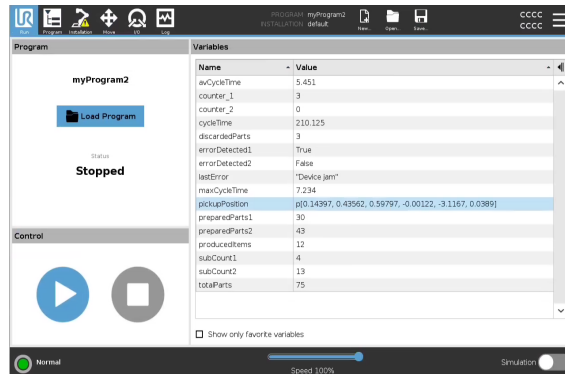 UR
Run
Program
Installation
Move
I/O
Log
PROGRAM myProgram2
INSTALLATION default
New...
Open...
Save...
cccc
cccc
Program
myProgram2
Load Program
Status
Stopped
Control
Variables
Name Value
avCycleTime 5.451
counter_1 3
counter_2 0
cycleTime 210.125
discardedParts 3
errorDetected1 True
errorDetected2 False
lastError "Device jam"
maxCycleTime 7.234
pickupPosition p[0.14397, 0.43562, 0.59797, -0.00122, -3.1167, 0.0389]
preparedParts1 30
preparedParts2 43
producedItems 12
subCount1 4
subCount2 13
totalParts 75
Show only favorite variables
Normal
Speed 100%
Simulation